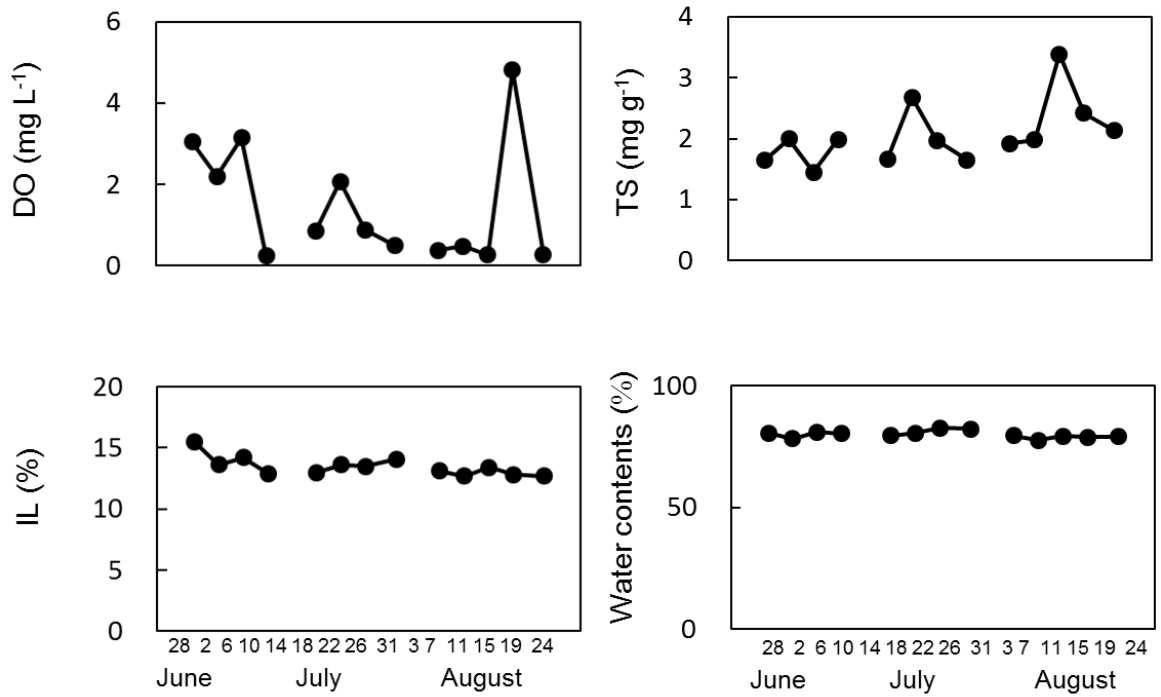 DO (mg L-1)
6
4
2
0
TS (mg g-1)
4
3
2
1
0
IL (%)
20
15
10
5
0
28 2 6 10 14 18 22 26 31 3 7 11 15 19 24
June July August
Water contents (%)
100
50
0
28 2 6 10 14 18 22 26 31 3 7 11 15 19 24
June July August